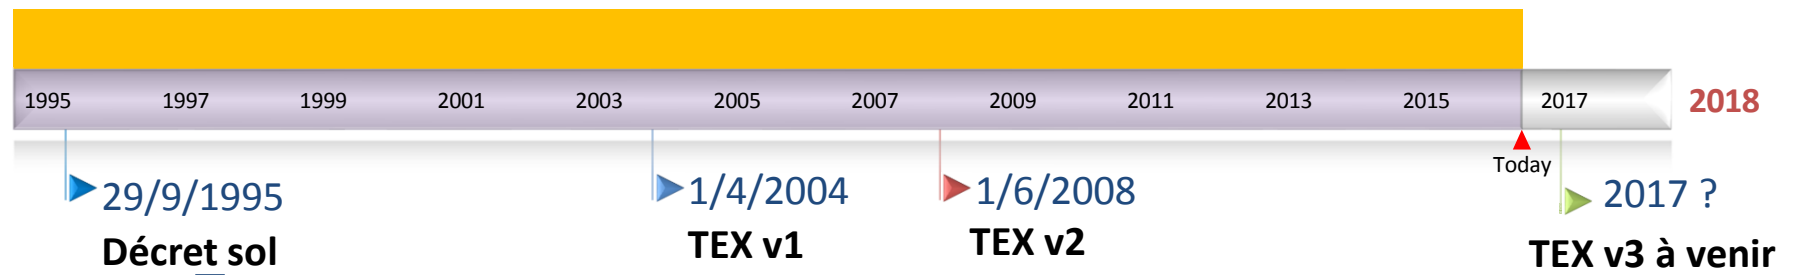 1995 1997 1999 2001 2003 2005 2007 2009 2011 2013 2015 2017 2018
Today
29/9/1995 1/4/2004 1/6/2008 2017 ?
Décret sol TEX v1 TEX v2 TEX v3 à venir